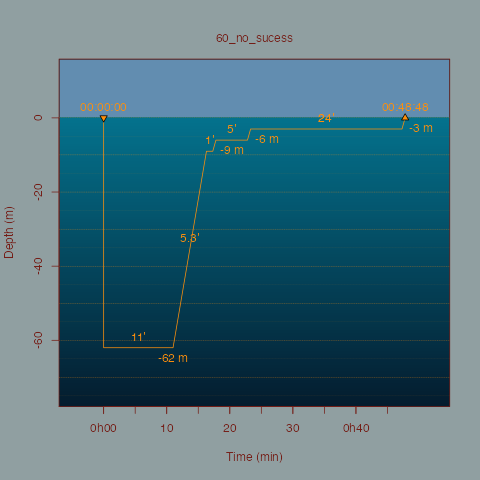 60_no_sucess
00:00:00
00:48:48
24'
5'
-3 m
1'
-6 m
-9 m
5.3'
11'
-62 m
0
-20
-40
-60
Depth (m)
0h00
10
20
30
0h40
Time (min)